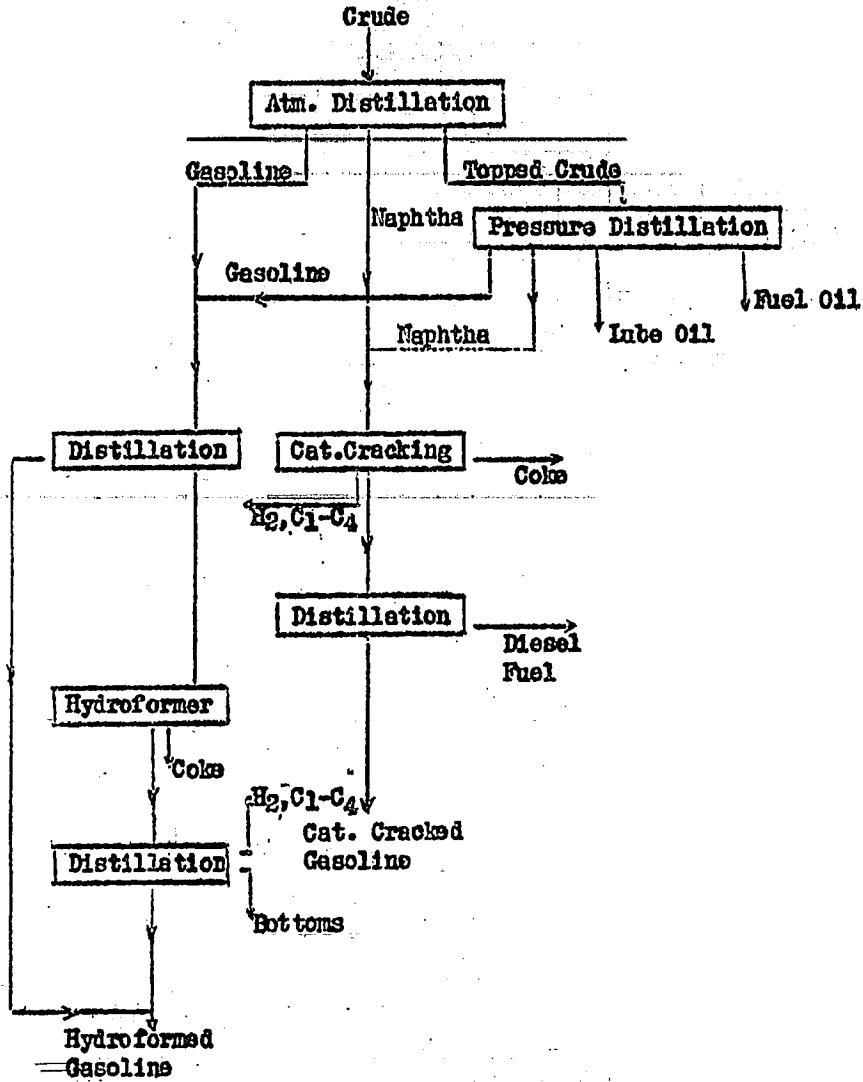 Crude
Atm. Distillation
Gasoline
Topped Crude
Naphtha
Pressure Distillation
Gasoline
Fuel Oil
Naphtha
Lube Oil
Distillation
Cat.Cracking
Coke
H2,C1-C4
Distillation
Diesel
Fuel
Hydroformer
Coke
H2,C1-C4
Cat. Cracked
Gasoline
Distillation
Bottoms
Hydroformed
Gasoline